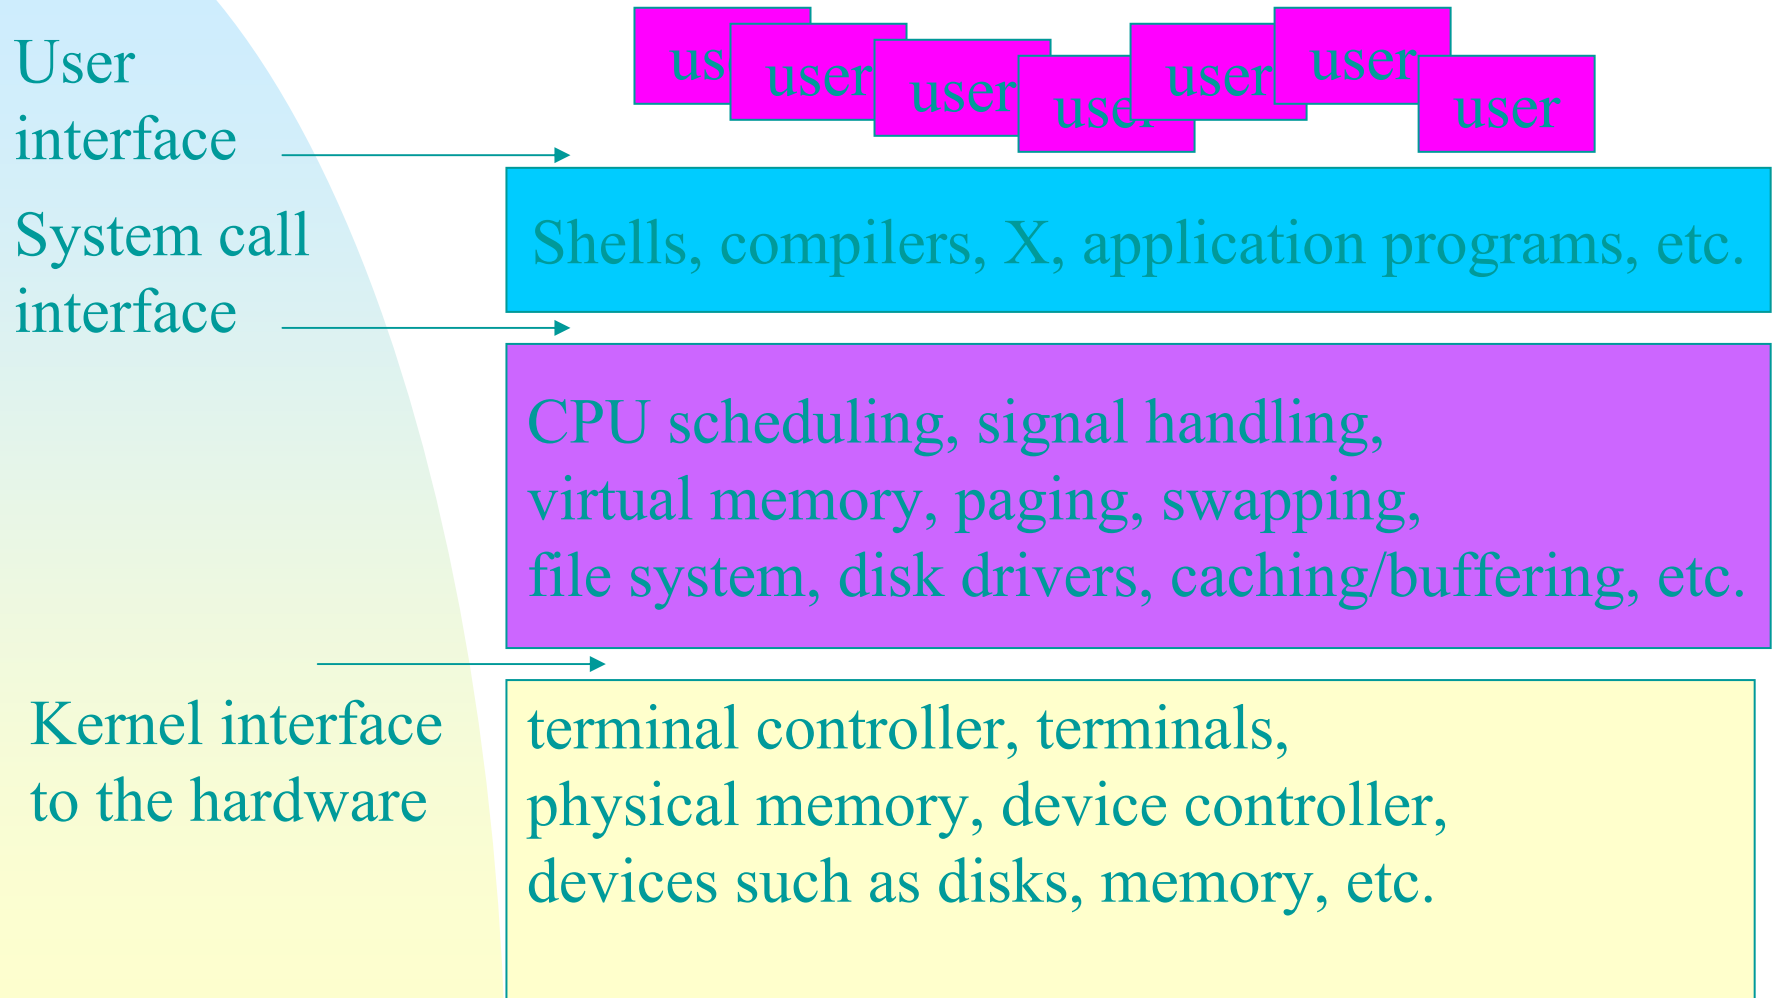 User
interface
System call
interface
Kernel interface
to the hardware
us
user
user
user
user
user
user
Shells, compilers, X, application programs, etc.
CPU scheduling, signal handling,
virtual memory, paging, swapping,
file system, disk drivers, caching/buffering, etc.
terminal controller, terminals,
physical memory, device controller,
devices such as disks, memory, etc.